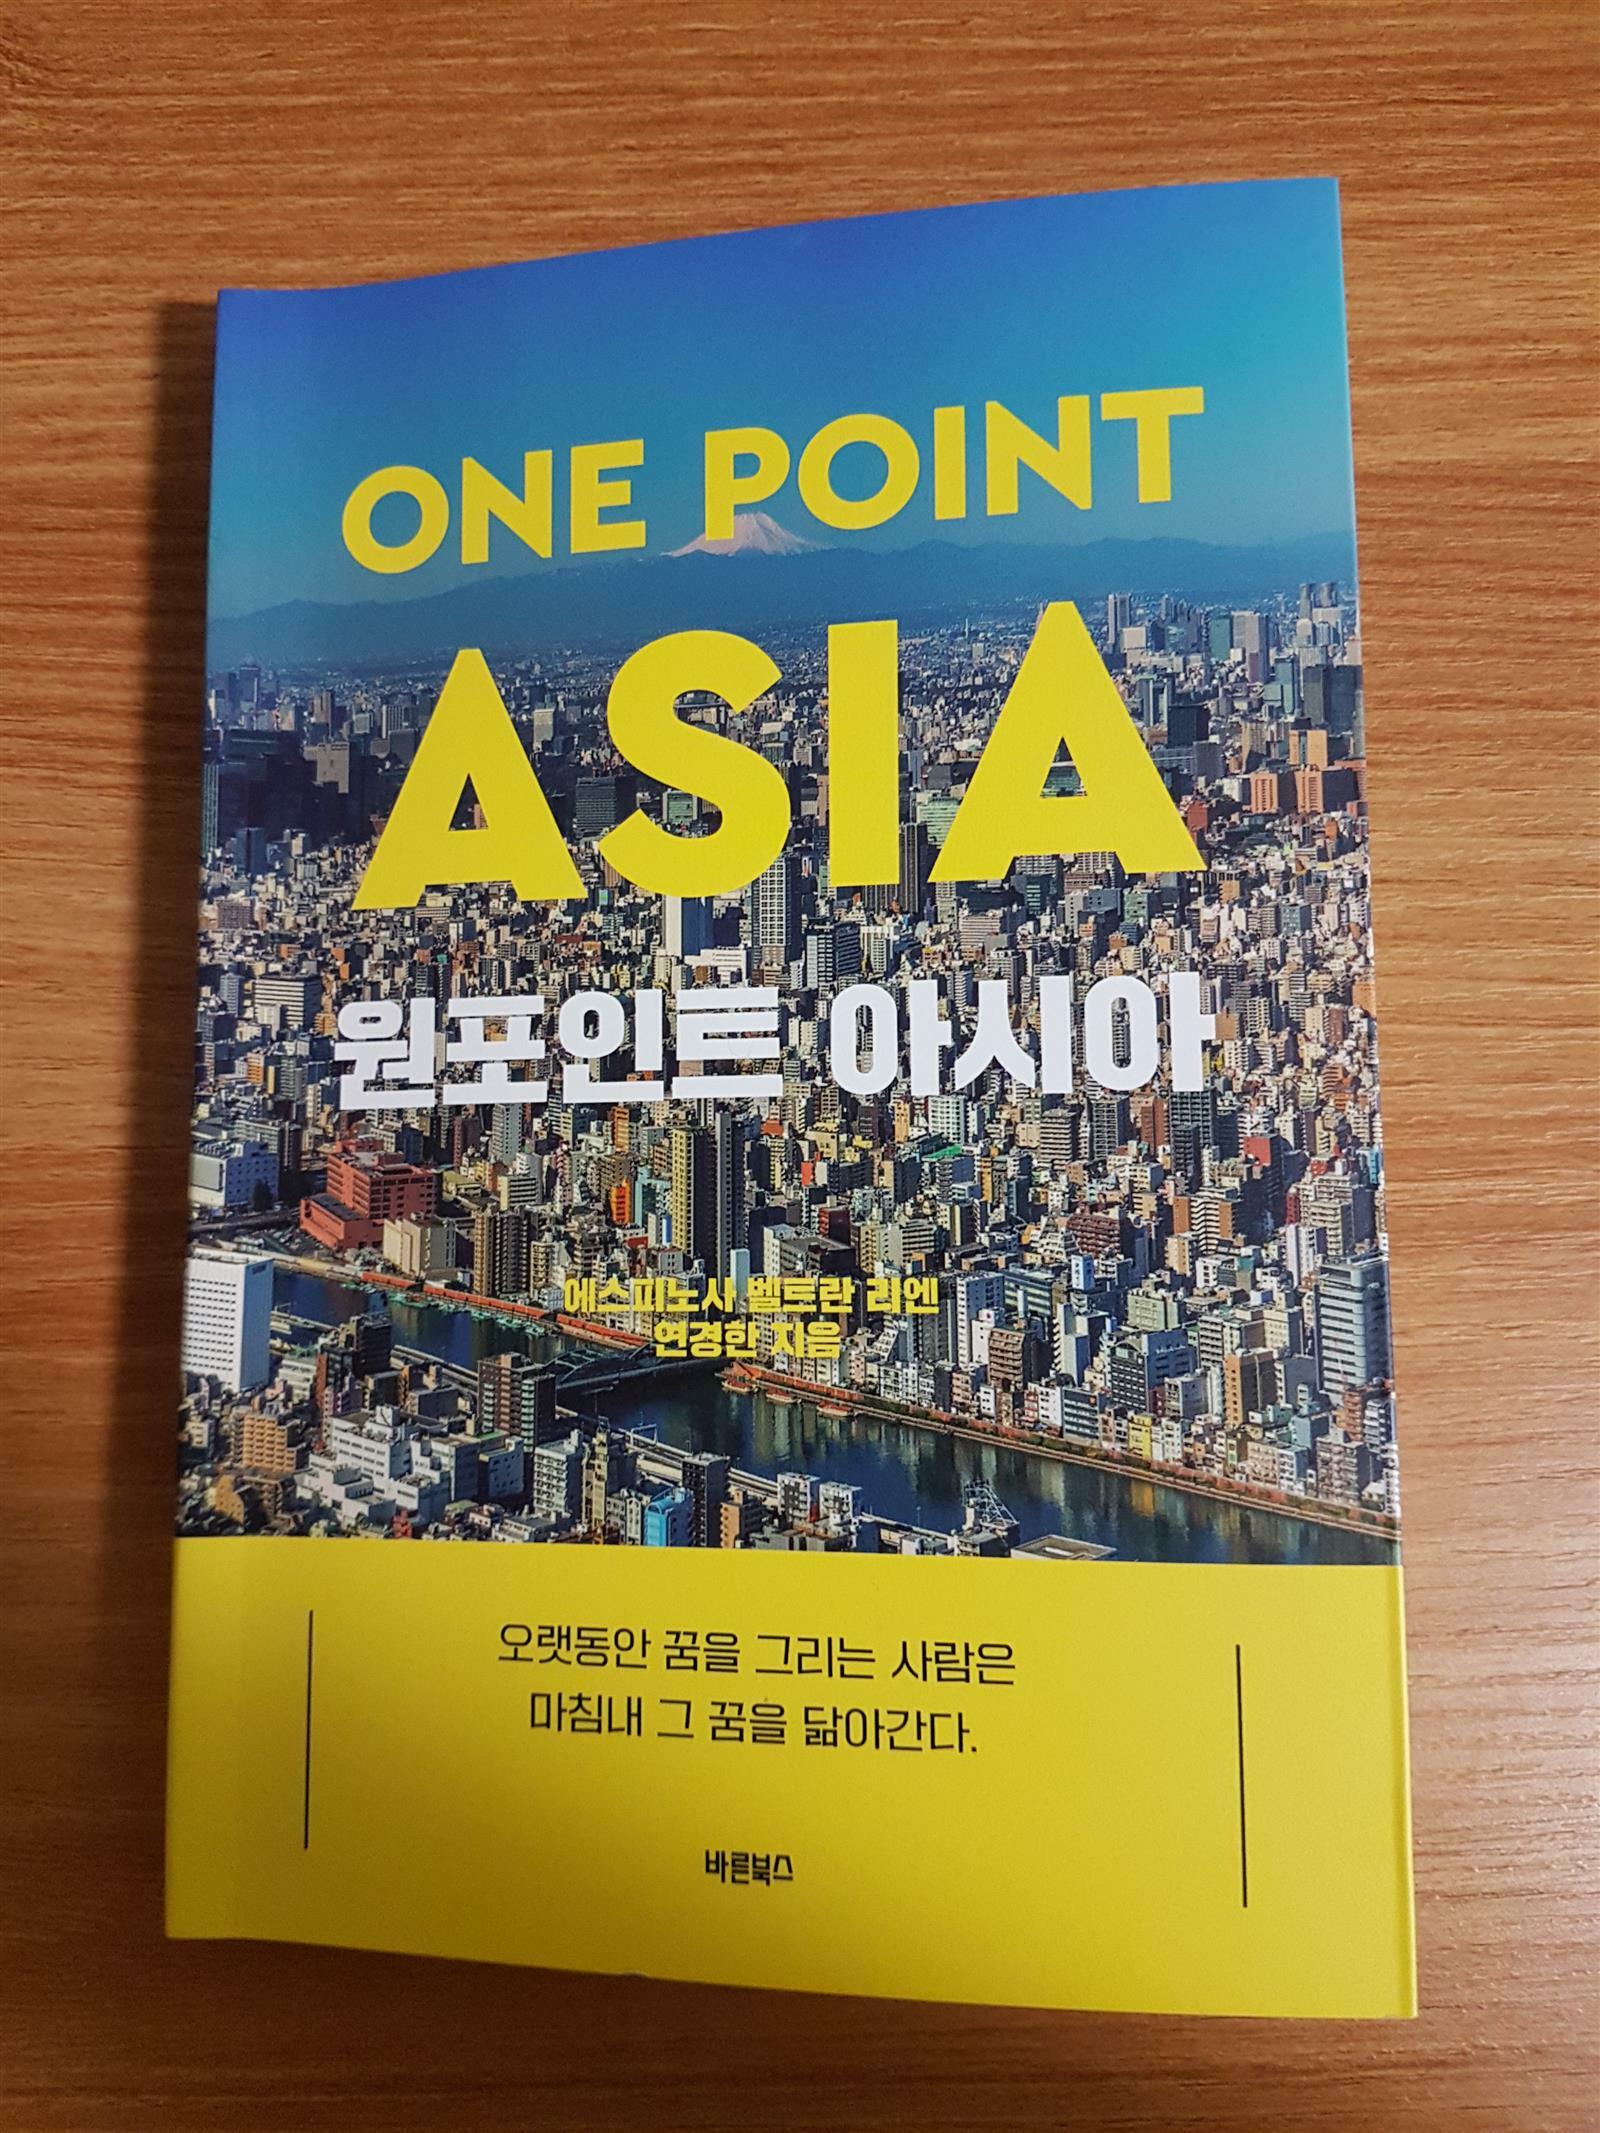 ONE POINT
ASIA
원포인트 아시아
에스피노사 벨트란 리엔
연경한 지음
오랫동안 꿈을 그리는 사람은
마침내 그 꿈을 닮아간다.
바른북스